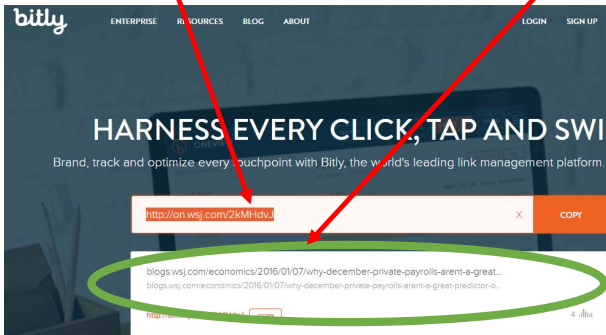 bitly
ENTERPRISE RESOURCES BLOG ABOUT LOGIN SIGN UP
HARNESS EVERY CLICK, TAP AND SWI
Brand, track and optimize every touchpoint with Bitly, the world's leading link management platform.
http://on.wsj.com/2kMHdvJ X COPY
blogs.wsj.com/economics/2016/01/07/why-december-private-payrolls-arent-a-great...
blogs.wsj.com/economics/2016/01/07/why-december-private-payrolls-arent-a-great-predictor-o...
4